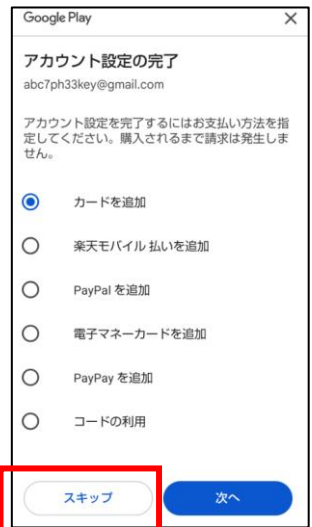 Google Play
アカウント設定の完了
abc7ph33key@gmail.com
アカウント設定を完了するにはお支払い方法を指
定してください。購入されるまで請求は発生しま
せん。
カードを追加
楽天モバイル 払いを追加
PayPal を追加
電子マネーカードを追加
PayPay を追加
コードの利用
スキップ
次へ